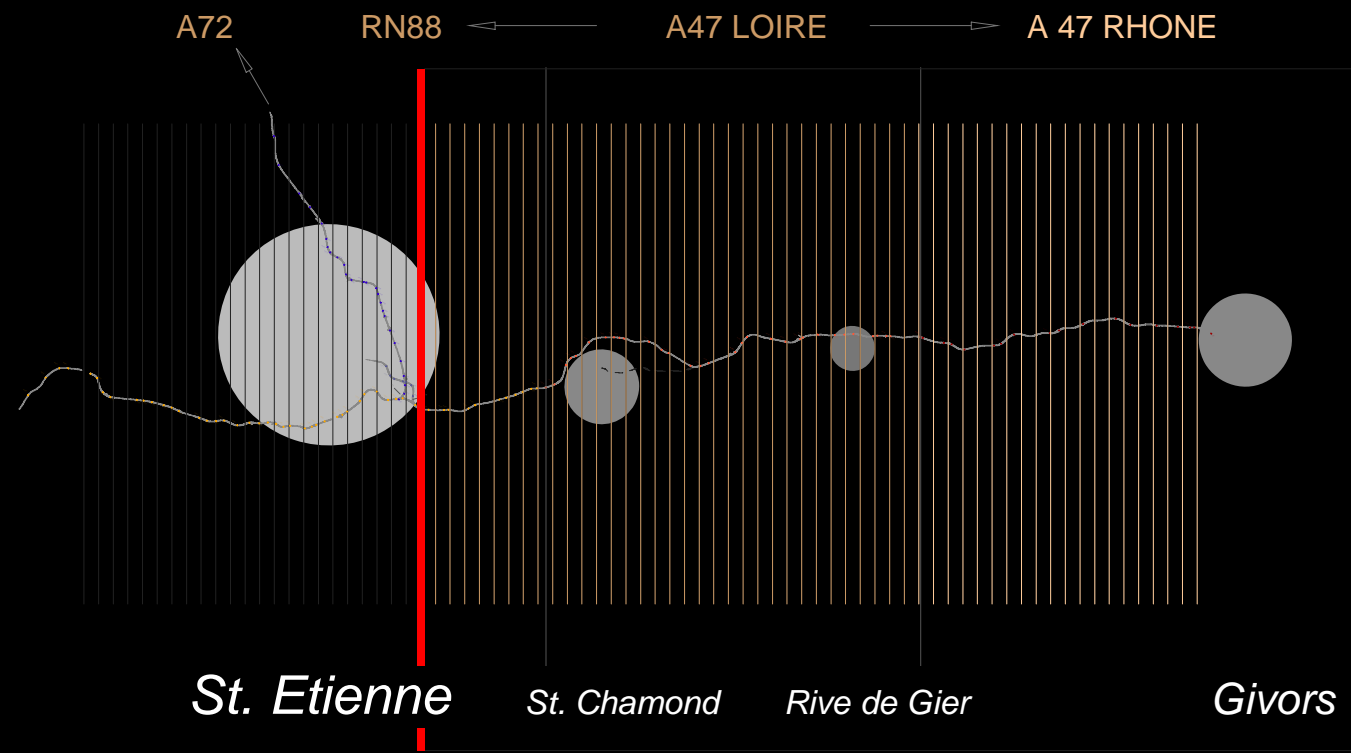 A72 RN88 A47 LOIRE A 47 RHONE
St. Etienne St. Chamond Rive de Gier Givors